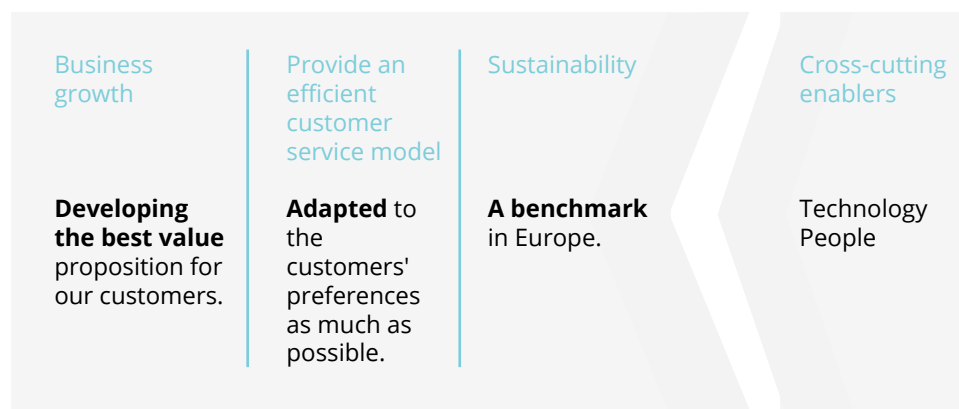 Business
growth
Developing
the best value
proposition for
our customers.
Provide an
efficient
customer
service model
Adapted to
the
customers'
preferences
as much as
possible.
Sustainability
A benchmark
in Europe.
Cross-cutting
enablers
Technology
People